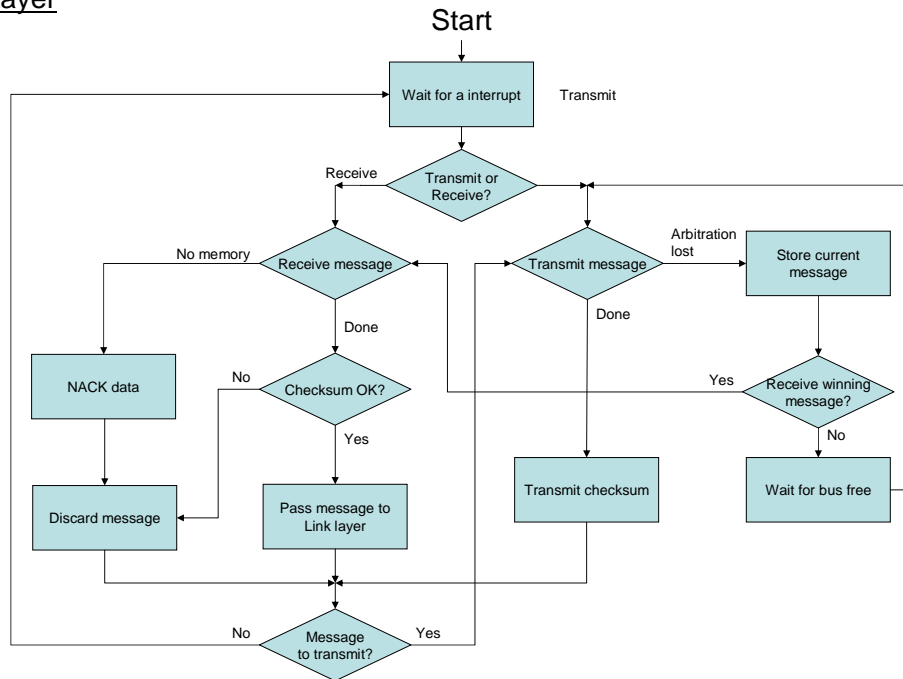 ayer
Start
Wait for a interrupt
Transmit
Receive
Transmit or
Receive?
Arbitration
lost
No memory
Receive message
Transmit message
Store current
message
Done
Done
NACK data
No
Checksum OK?
Yes
Receive winning
message?
Yes
No
Discard message
Pass message to
Link layer
Transmit checksum
Wait for bus free
No
Message
to transmit?
Yes